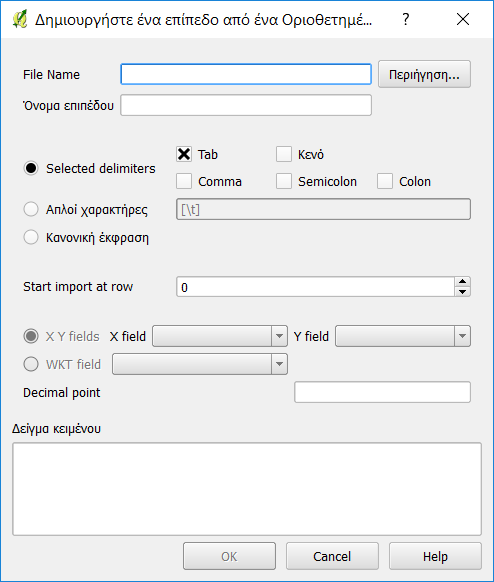 Δημιουργήστε ένα επίπεδο από ένα Οριοθετημέ... ?
File Name Περιήγηση...
Όνομα επιπέδου
Selected delimiters Tab Κενό
Comma Semicolon Colon
Απλοί χαρακτήρες [\t]
Κανονική έκφραση
Start import at row 0
X Y fields X field Y field
WKT field
Decimal point
Δείγμα κειμένου
OK Cancel Help